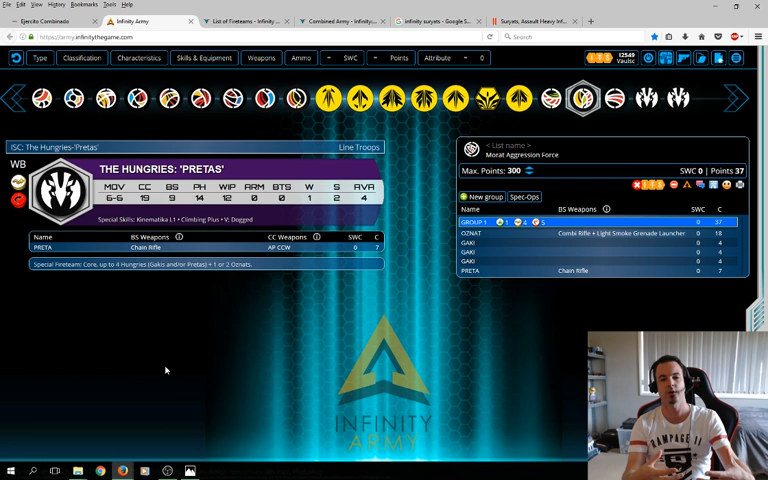 File Edit View History Bookmarks Tools Help
Ejercito Combinado
Infinity Army
List of Fireteams - Infinity
Combined Army - Infinity:
infinity suryats - Google S
Suryats, Assault Heavy Inf
https://army.infinitythegame.com
Search
Type Classification Characteristics Skills & Equipment Weapons Ammo - SWC - Points Attribute - 0
ITS
ISC: The Hungries-'Pretas' Line Troops
WB
THE HUNGRIES: 'PRETAS'
MOV CC BS PH WIP ARM BTS W S AVA
6-6 19 9 14 12 0 0 1 2 4
Special Skills: Kinematika L1 • Climbing Plus • V: Dogged
Name BS Weapons CC Weapons SWC C
PRETA Chain Rifle AP CCW 0 7
Special Fireteam: Core, up to 4 Hungries (Gakis and/or Pretas) + 1 or 2 Oznats.
< List name >
Morat Aggression Force
Max. Points: 300 SWC 0 | Points 37
ITS
New group Spec-Ops
Name BS Weapons SWC C
GROUP 1 1 4 5 0 37
OZNAT Combi Rifle + Light Smoke Grenade Launcher 0 18
GAKI 0 4
GAKI 0 4
GAKI 0 4
PRETA Chain Rifle 0 7
INFINITY
ARMY
RAMPAGE II